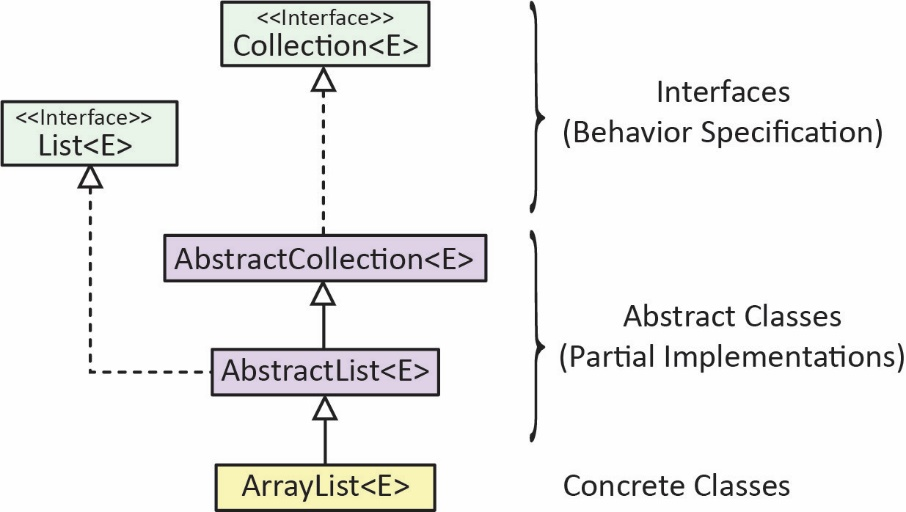 <<Interface>>
Collection<E>
<<Interface>>
List<E>
Interfaces
(Behavior Specification)
AbstractCollection<E>
AbstractList<E>
Abstract Classes
(Partial Implementations)
ArrayList<E>
Concrete Classes